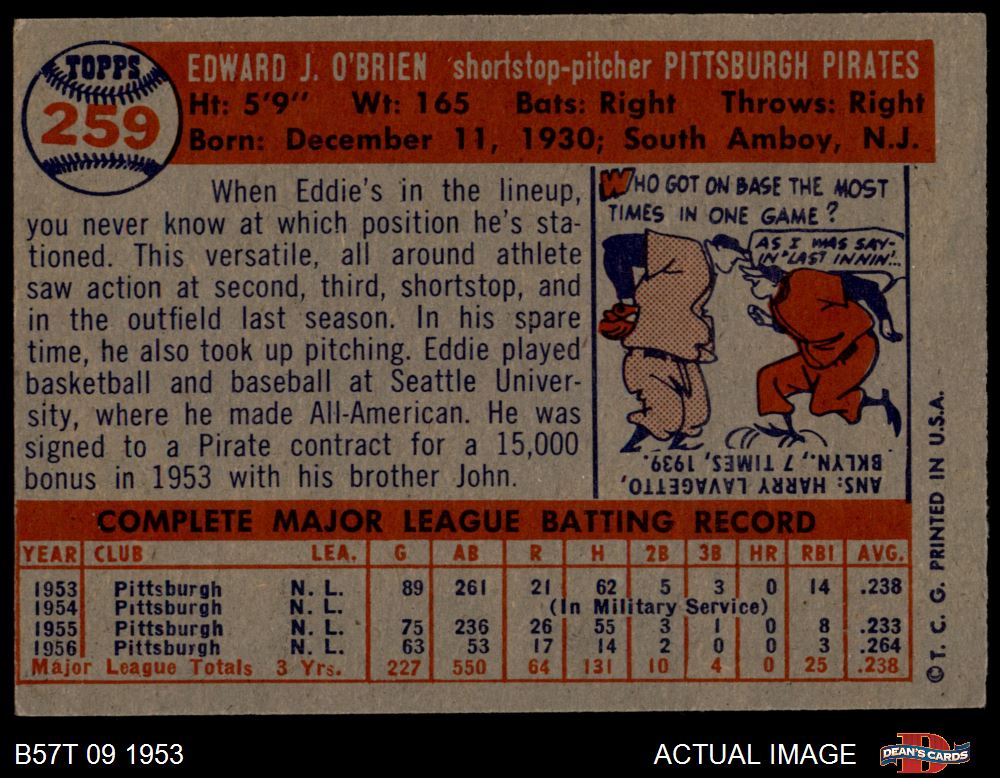 TOPPS
259
EDWARD J. O'BRIEN shortstop-pitcher PITTSBURGH PIRATES
Ht: 5'9" Wt: 165 Bats: Right Throws: Right
Born: December 11, 1930; South Amboy, N.J.
When Eddie's in the lineup,
you never know at which position he's sta-
tioned. This versatile, all around athlete
saw action at second, third, shortstop, and
in the outfield last season. In his spare
time, he also took up pitching. Eddie played
basketball and baseball at Seattle Univer-
sity, where he made All-American. He was
signed to a Pirate contract for a 15,000
bonus in 1953 with his brother John.
WHO GOT ON BASE THE MOST
TIMES IN ONE GAME?
AS I WAS SAY-
IN' LAST INNIN'...
ANS: HARRY LAVAGETTO,
BKLYN., 7 TIMES, 1939.
COMPLETE MAJOR LEAGUE BATTING RECORD
YEAR CLUB LEA. G AB R H 2B 3B HR RBI AVG.
1953 Pittsburgh N. L. 89 261 21 62 5 3 0 14 .238
1954 Pittsburgh N. L. (In Military Service)
1955 Pittsburgh N. L. 75 236 26 55 3 1 0 8 .233
1956 Pittsburgh N. L. 63 53 17 14 2 0 0 3 .264
Major League Totals 3 Yrs. 227 550 64 131 10 4 0 25 .238
© T. C. G. PRINTED IN U.S.A.
B57T 09 1953
ACTUAL IMAGE
DEAN'S CARDS